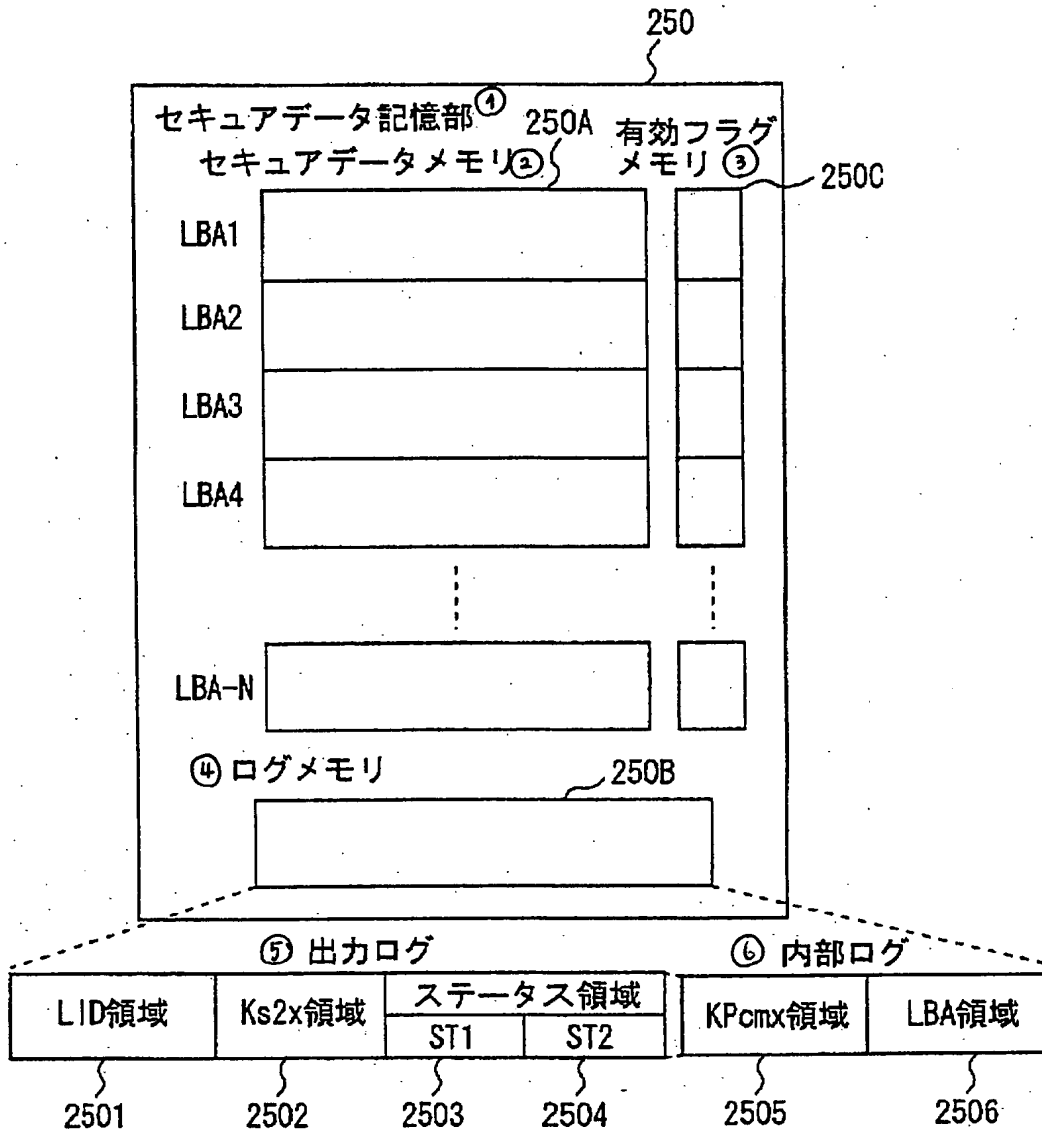 250
セキュアデータ記憶部①
250A
有効フラグ
セキュアデータメモリ②
メモリ③
250C
LBA1
LBA2
LBA3
LBA4
LBA-N
④ログメモリ
250B
⑤出力ログ
⑥内部ログ
LID領域
Ks2x領域
ステータス領域
ST1
ST2
KPcmx領域
LBA領域
2501
2502
2503
2504
2505
2506